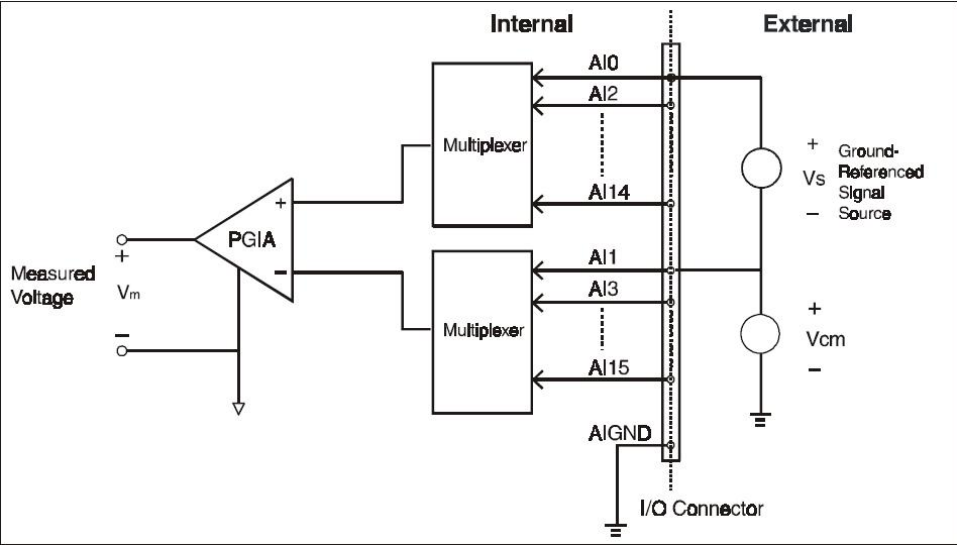 Internal
External
AI0
AI2
Multiplexer
AI14
+
Vs
−
Ground-
Referenced
Signal
Source
+
PGIA
−
AI1
AI3
Multiplexer
AI15
Measured
Voltage
+
Vm
−
+
Vcm
−
AIGND
I/O Connector